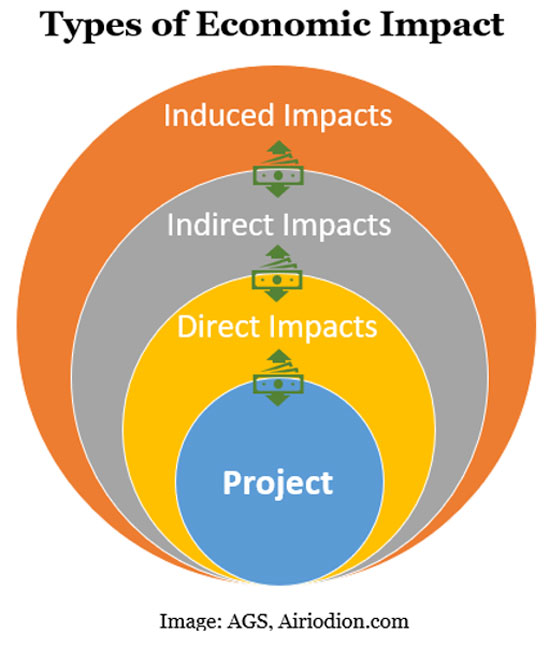 Types of Economic Impact
Induced Impacts
Indirect Impacts
Direct Impacts
Project
Image: AGS, Airiodion.com